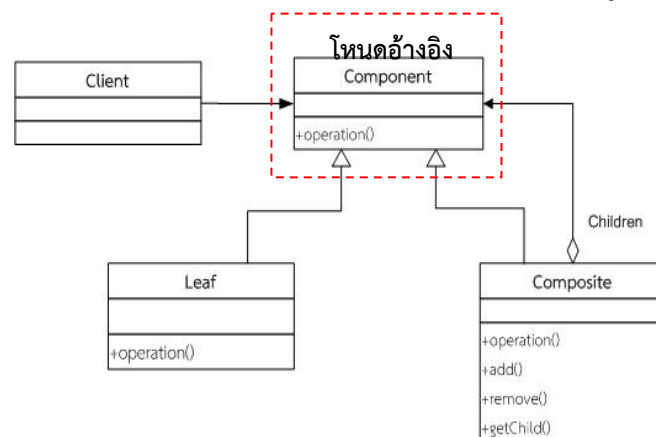 โหนดอ้างอิง
Client
Component
+operation()
Children
Leaf
+operation()
Composite
+operation()
+add()
+remove()
+getChild()